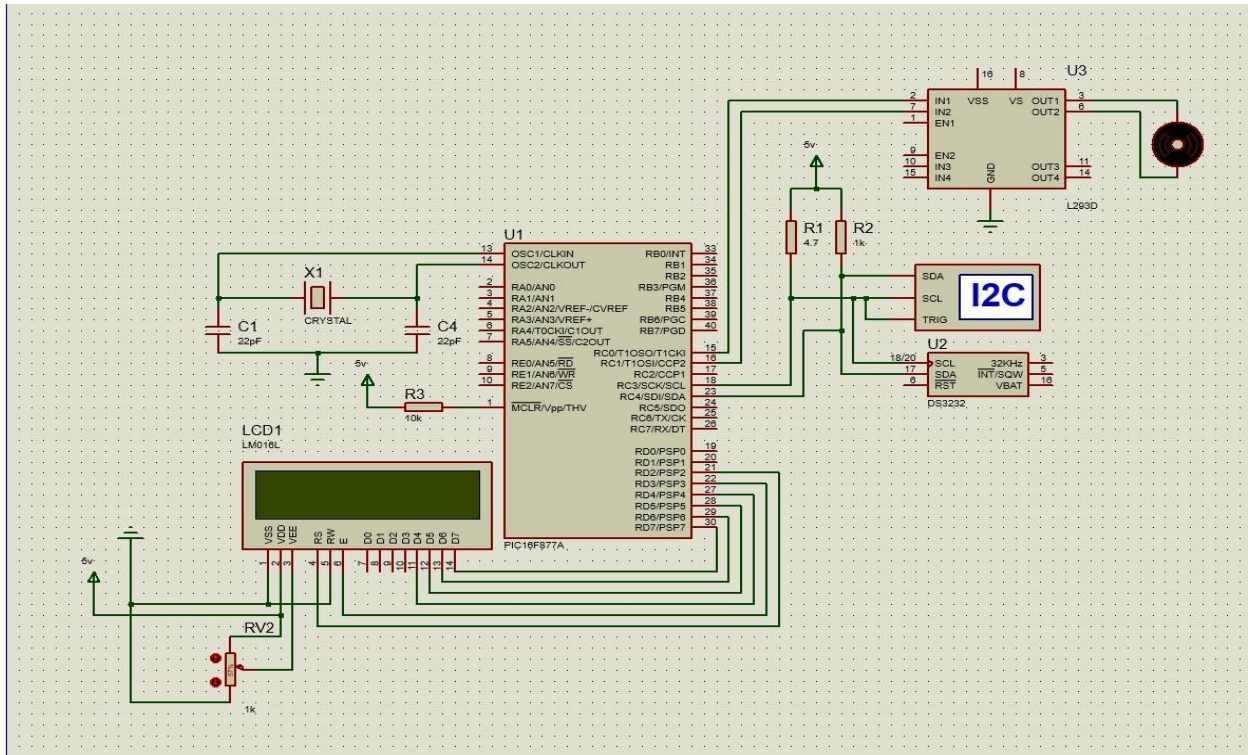 U3
16
8
2
IN1
VSS
VS
OUT1
3
7
IN2
OUT2
6
1
EN1
9
EN2
10
IN3
GND
OUT3
11
15
IN4
OUT4
14
L293D
5v
R1
4.7
R2
1k
SDA
SCL
TRIG
I2C
U2
18/20
SCL
32KHz
3
17
SDA
INT/SQW
5
6
RST
VBAT
16
DS3232
U1
13
OSC1/CLKIN
RB0/INT
33
14
OSC2/CLKOUT
RB1
34
RB2
35
2
RA0/AN0
RB3/PGM
36
3
RA1/AN1
RB4
37
4
RA2/AN2/VREF-/CVREF
RB5
38
5
RA3/AN3/VREF+
RB6/PGC
39
6
RA4/T0CKI/C1OUT
RB7/PGD
40
7
RA5/AN4/SS/C2OUT
RC0/T1OSO/T1CKI
15
8
RE0/AN5/RD
RC1/T1OSI/CCP2
16
9
RE1/AN6/WR
RC2/CCP1
17
10
RE2/AN7/CS
RC3/SCK/SCL
18
RC4/SDI/SDA
23
1
MCLR/Vpp/THV
RC5/SDO
24
RC6/TX/CK
25
RC7/RX/DT
26
RD0/PSP0
19
RD1/PSP1
20
RD2/PSP2
21
RD3/PSP3
22
RD4/PSP4
27
RD5/PSP5
28
RD6/PSP6
29
RD7/PSP7
30
PIC16F877A
X1
CRYSTAL
C1
22pF
C4
22pF
5v
R3
10k
LCD1
LM016L
VSS
VDD
VEE
RS
RW
E
D0
D1
D2
D3
D4
D5
D6
D7
1
2
3
4
5
6
7
8
9
10
11
12
13
14
5v
RV2
57%
1k